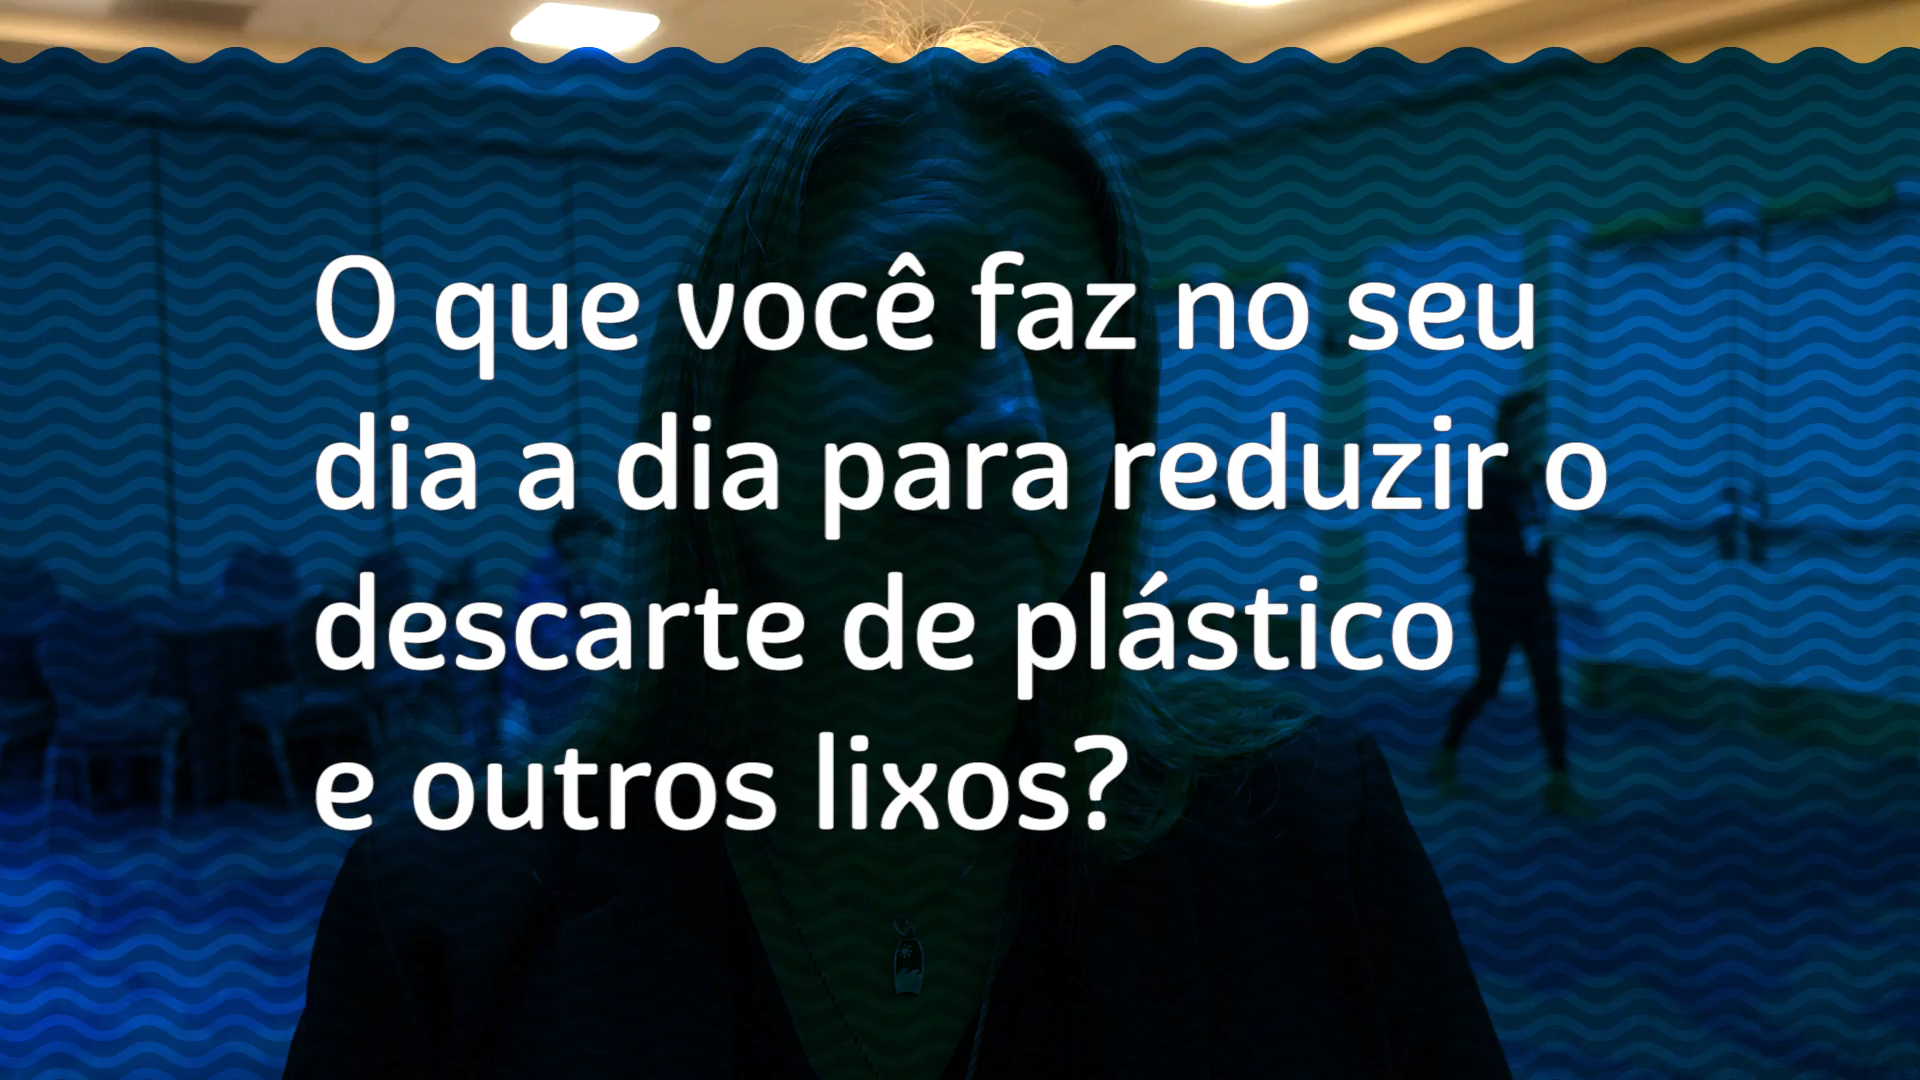 O que você faz no seu
dia a dia para reduzir o
descarte de plástico
e outros lixos?